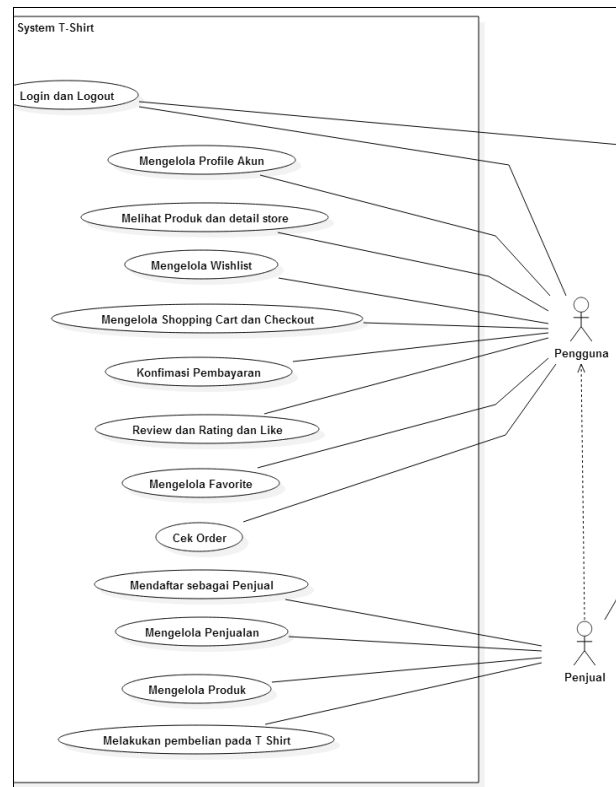 System T-Shirt
Login dan Logout
Mengelola Profile Akun
Melihat Produk dan detail store
Mengelola Wishlist
Mengelola Shopping Cart dan Checkout
Pengguna
Konfimasi Pembayaran
Review dan Rating dan Like
Mengelola Favorite
Cek Order
Mendaftar sebagai Penjual
Mengelola Penjualan
Penjual
Mengelola Produk
Melakukan pembelian pada T Shirt